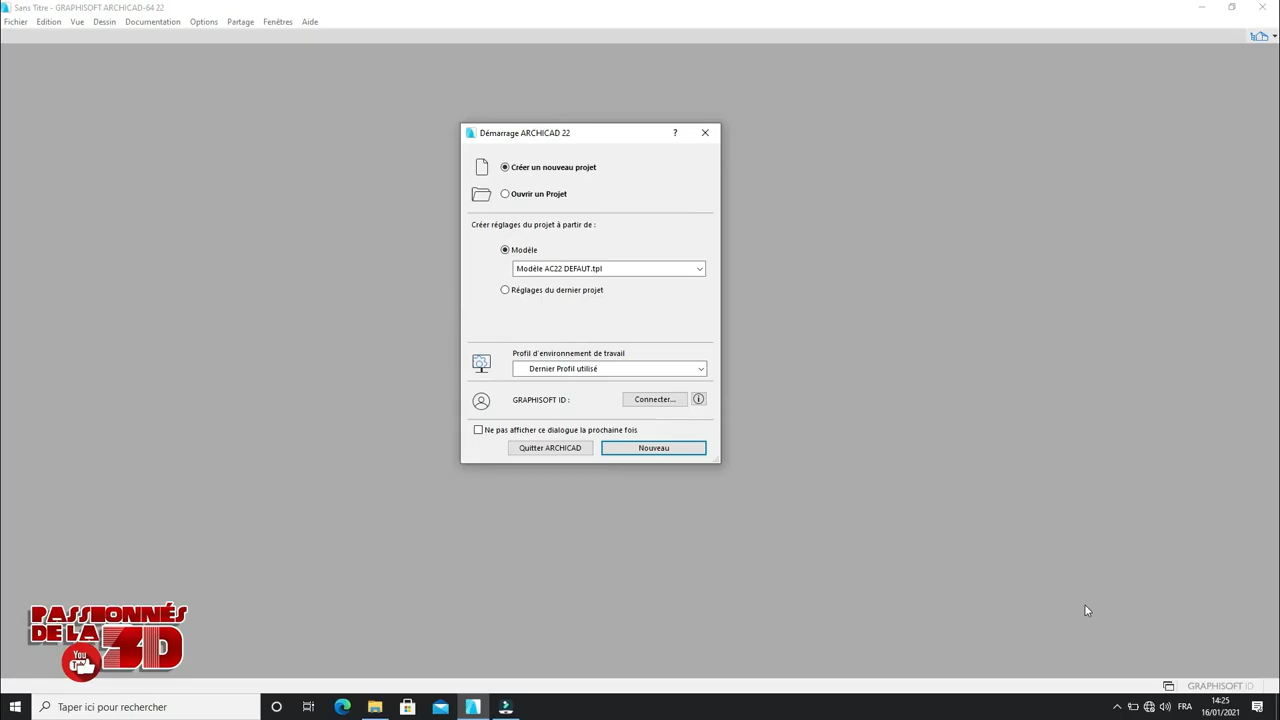 Sans Titre - GRAPHISOFT ARCHICAD-64 22
Fichier Edition Vue Dessin Documentation Options Partage Fenêtres Aide
Démarrage ARCHICAD 22 ?
Créer un nouveau projet
Ouvrir un Projet
Créer réglages du projet à partir de :
Modèle
Modèle AC22 DEFAUT.tpl
Réglages du dernier projet
Profil d'environnement de travail
Dernier Profil utilisé
GRAPHISOFT ID : Connecter...
Ne pas afficher ce dialogue la prochaine fois
Quitter ARCHICAD Nouveau
PASSIONNÉS
DE LA 3D
You
Tube
GRAPHISOFT ID
Taper ici pour rechercher
FRA
14:25
16/01/2021